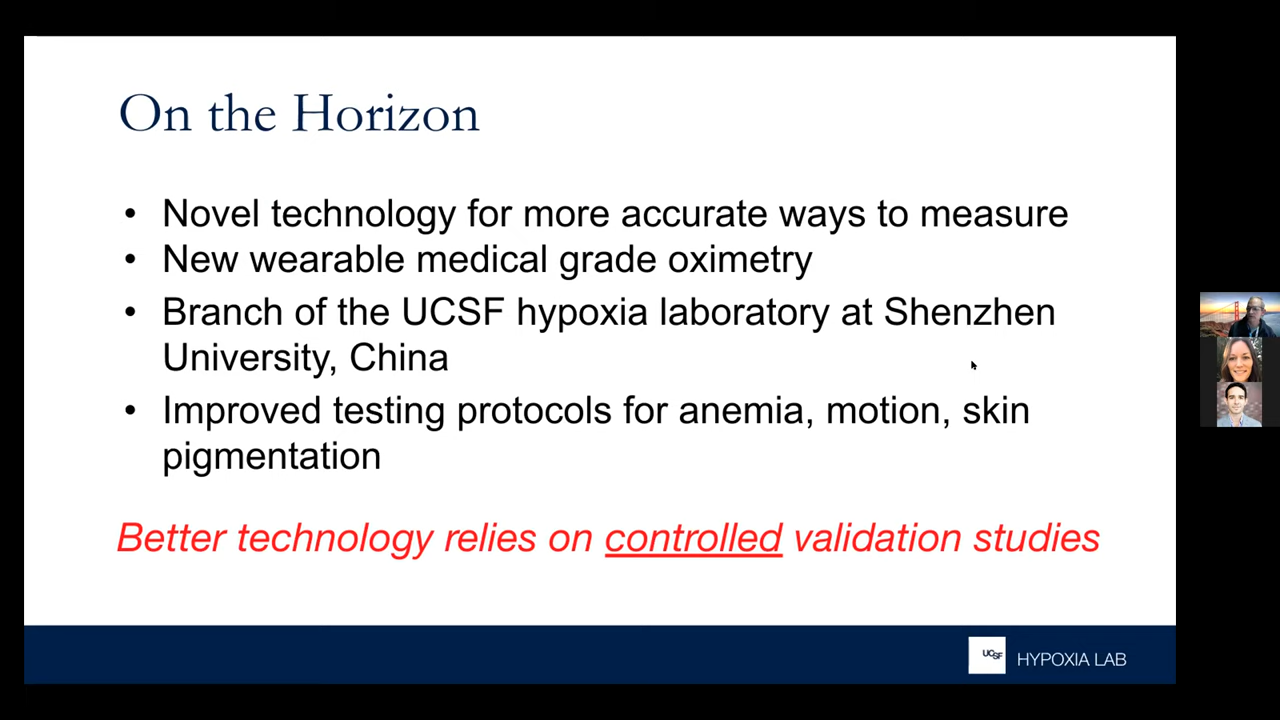 On the Horizon
• Novel technology for more accurate ways to measure
• New wearable medical grade oximetry
• Branch of the UCSF hypoxia laboratory at Shenzhen
University, China
• Improved testing protocols for anemia, motion, skin
pigmentation
Better technology relies on controlled validation studies
UCSF HYPOXIA LAB